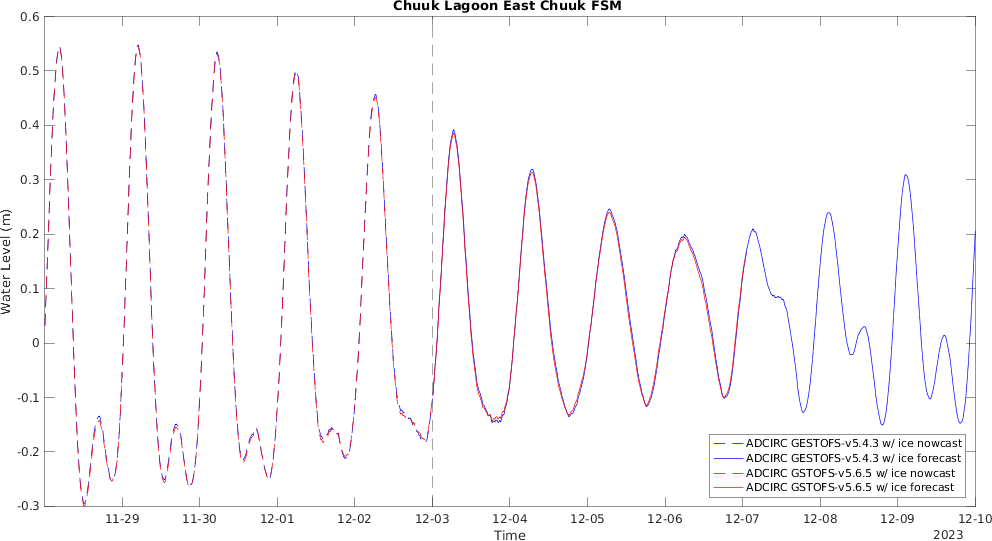 Chuuk Lagoon East Chuuk FSM
0.6
0.5
0.4
0.3
0.2
0.1
0
-0.1
-0.2
-0.3
Water Level (m)
ADCIRC GESTOFS-v5.4.3 w/ ice nowcast
ADCIRC GESTOFS-v5.4.3 w/ ice forecast
ADCIRC GSTOFS-v5.6.5 w/ ice nowcast
ADCIRC GSTOFS-v5.6.5 w/ ice forecast
11-29 11-30 12-01 12-02 12-03 12-04 12-05 12-06 12-07 12-08 12-09 12-10
Time
2023